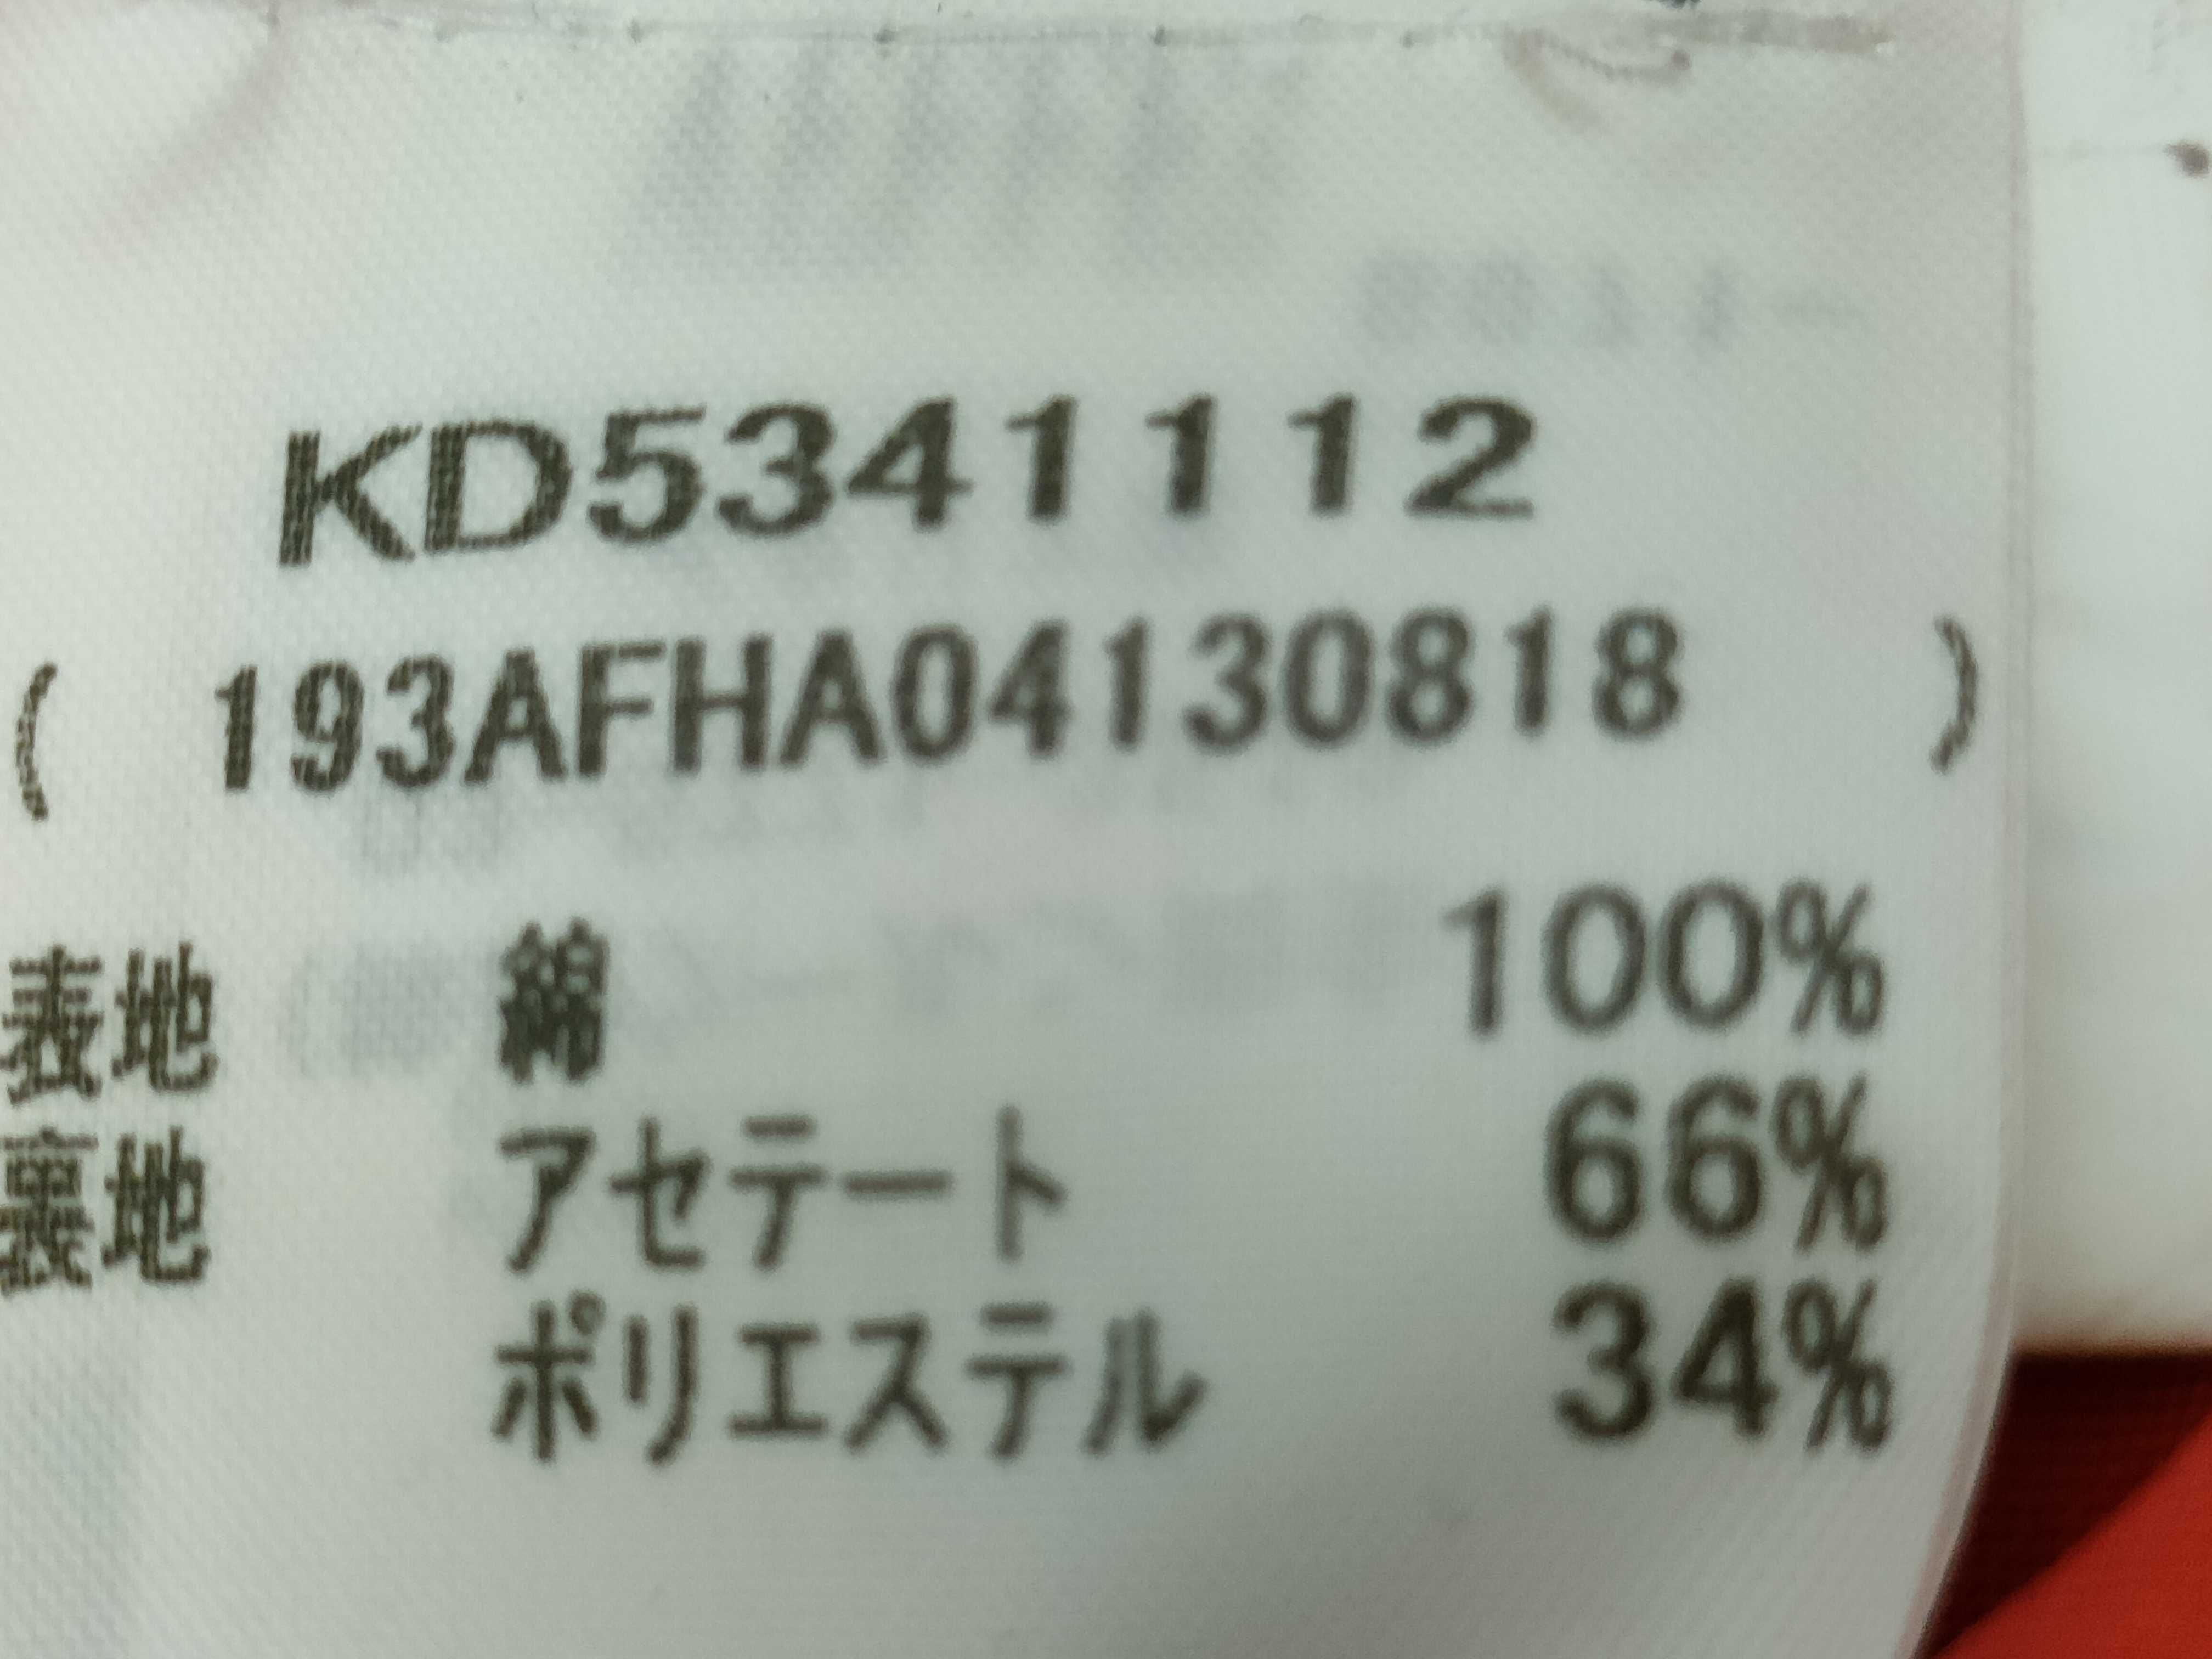 KD5341112
( 193AFHA04130818 )
表地 綿 100%
裏地 アセテート 66%
ポリエステル 34%